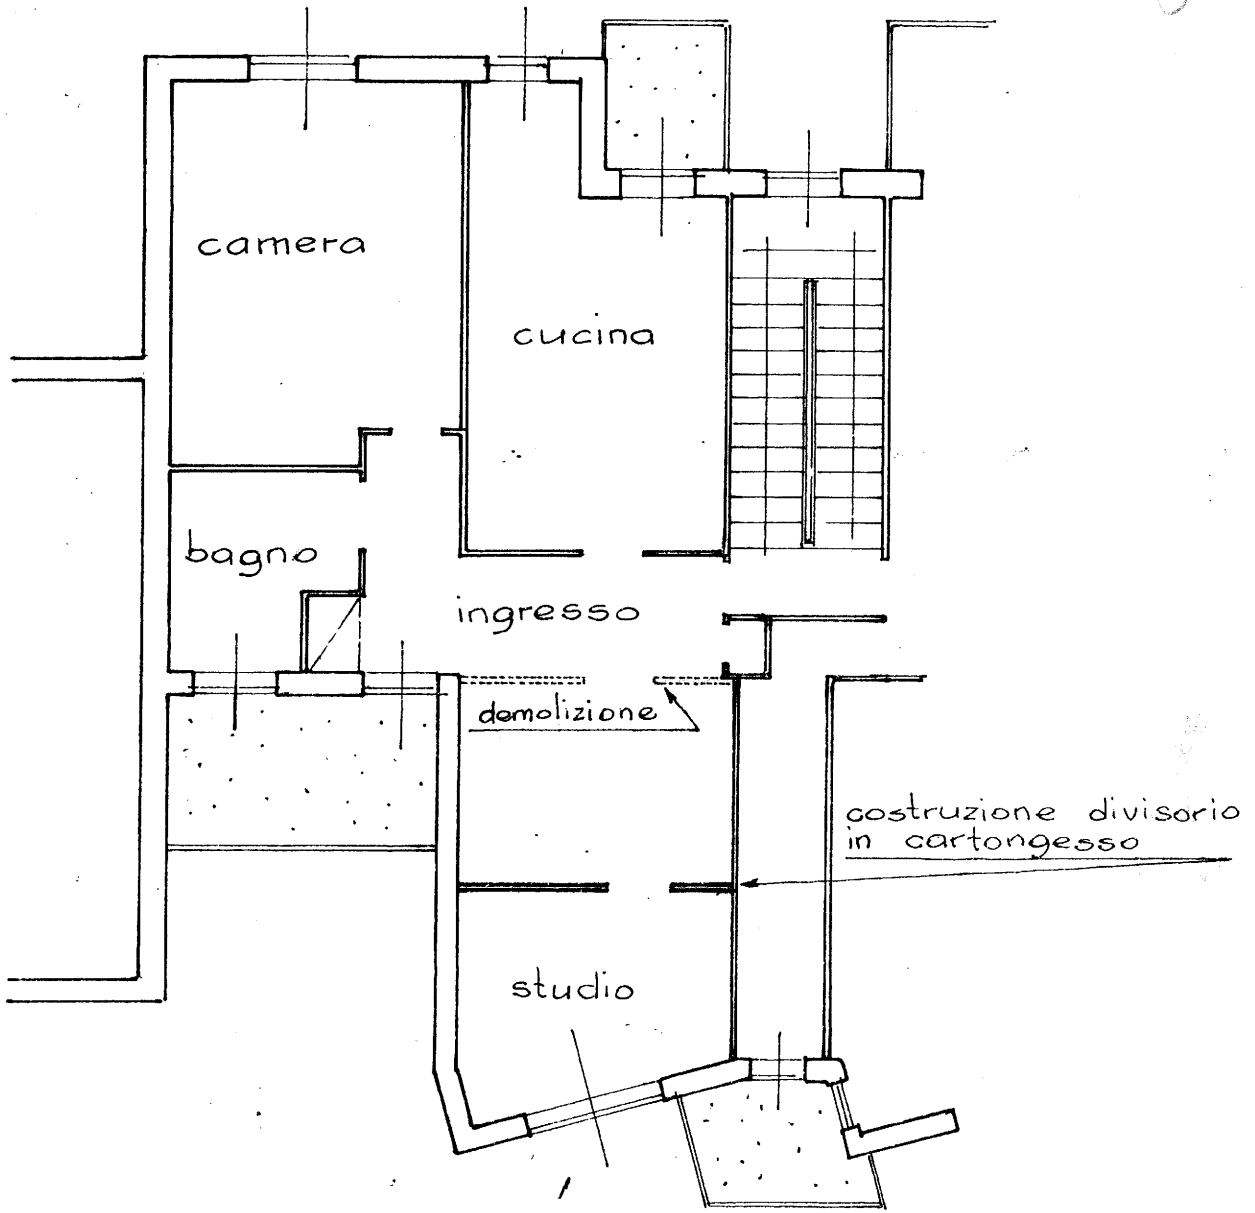 camera
cucina
bagno
ingresso
demolizione
costruzione divisorio
in cartongesso
studio